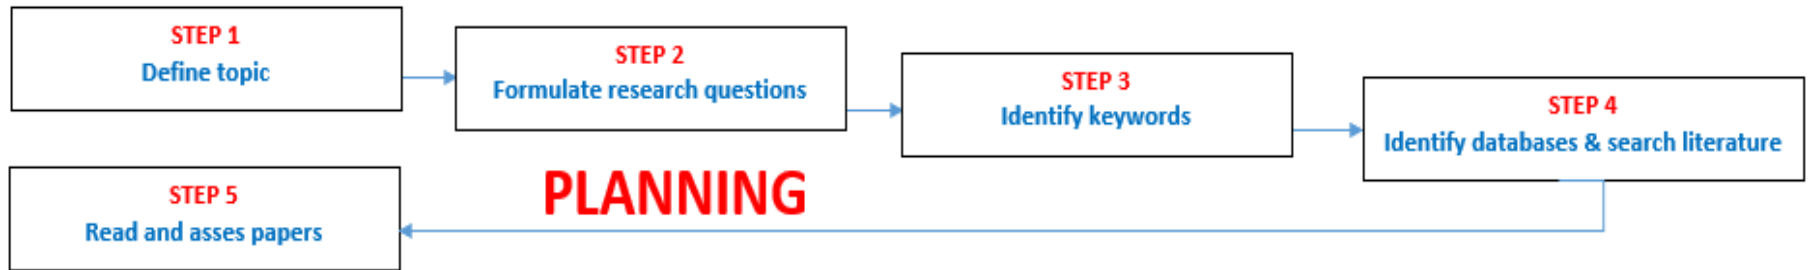 STEP 1
Define topic
STEP 2
Formulate research questions
STEP 3
Identify keywords
STEP 4
Identify databases & search literature
STEP 5
Read and asses papers
PLANNING